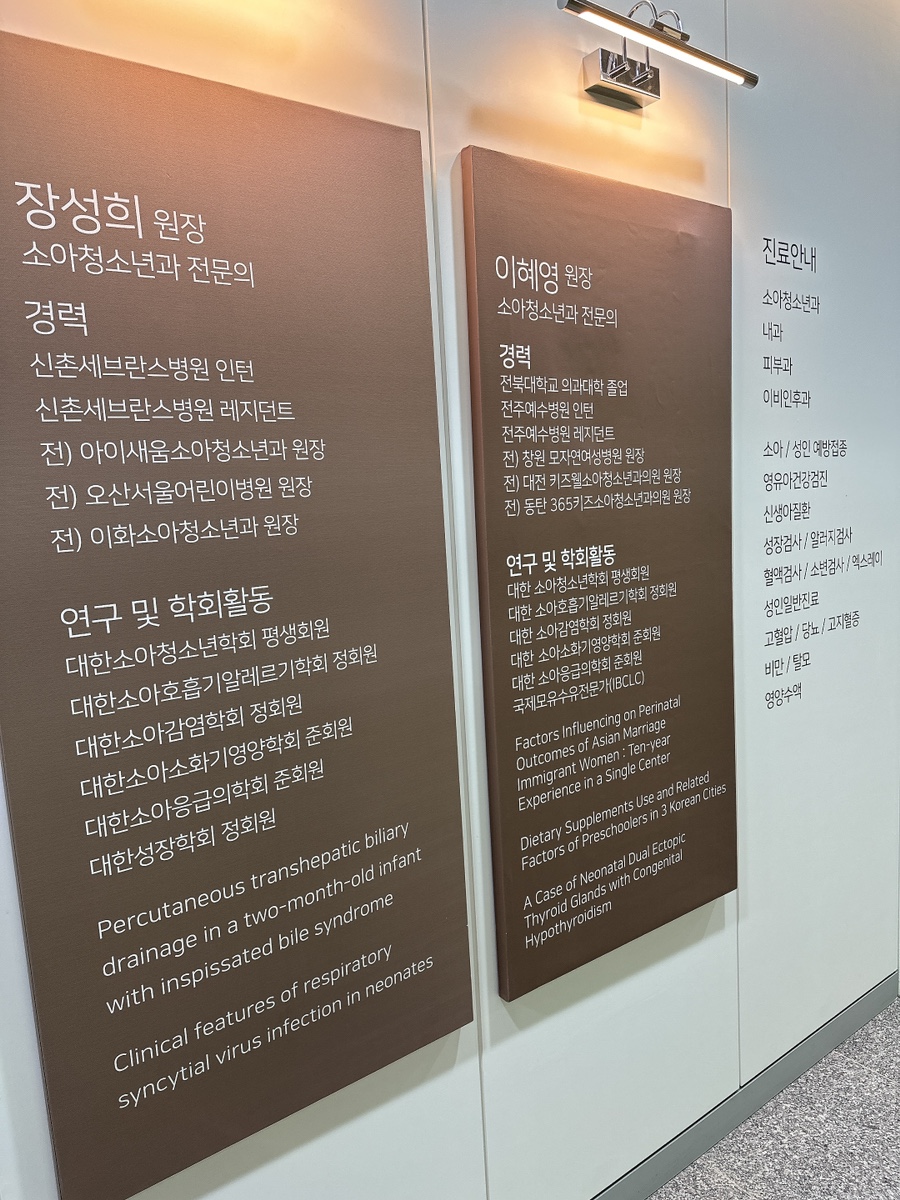 장성희 원장
소아청소년과 전문의
경력
신촌세브란스병원 인턴
신촌세브란스병원 레지던트
전) 아이새움소아청소년과 원장
전) 오산서울어린이병원 원장
전) 이화소아청소년과 원장
연구 및 학회활동
대한소아청소년학회 평생회원
대한소아호흡기알레르기학회 정회원
대한소아감염학회 정회원
대한소아소화기영양학회 준회원
대한소아응급의학회 준회원
대한성장학회 정회원
Percutaneous transhepatic biliary
drainage in a two-month-old infant
with inspissated bile syndrome
Clinical features of respiratory
syncytial virus infection in neonates
이혜영 원장
소아청소년과 전문의
경력
전북대학교 의과대학 졸업
전주예수병원 인턴
전주예수병원 레지던트
전) 창원 모자연여성병원 원장
전) 대전 키즈웰소아청소년과의원 원장
전) 동탄 365키즈소아청소년과의원 원장
연구 및 학회활동
대한 소아청소년학회 평생회원
대한 소아호흡기알레르기학회 정회원
대한 소아감염학회 정회원
대한 소아소화기영양학회 준회원
대한 소아응급의학회 준회원
국제모유수유전문가(IBCLC)
Factors Influencing on Perinatal
Outcomes of Asian Marriage
Immigrant Women : Ten-year
Experience in a Single Center
Dietary Supplements Use and Related
Factors of Preschoolers in 3 Korean Cities
A Case of Neonatal Dual Ectopic
Thyroid Glands with Congenital
Hypothyroidism
진료안내
소아청소년과
내과
피부과
이비인후과
소아 / 성인 예방접종
영유아건강검진
신생아질환
성장검사 / 알러지검사
혈액검사 / 소변검사 / 엑스레이
성인일반진료
고혈압 / 당뇨 / 고지혈증
비만 / 탈모
영양수액